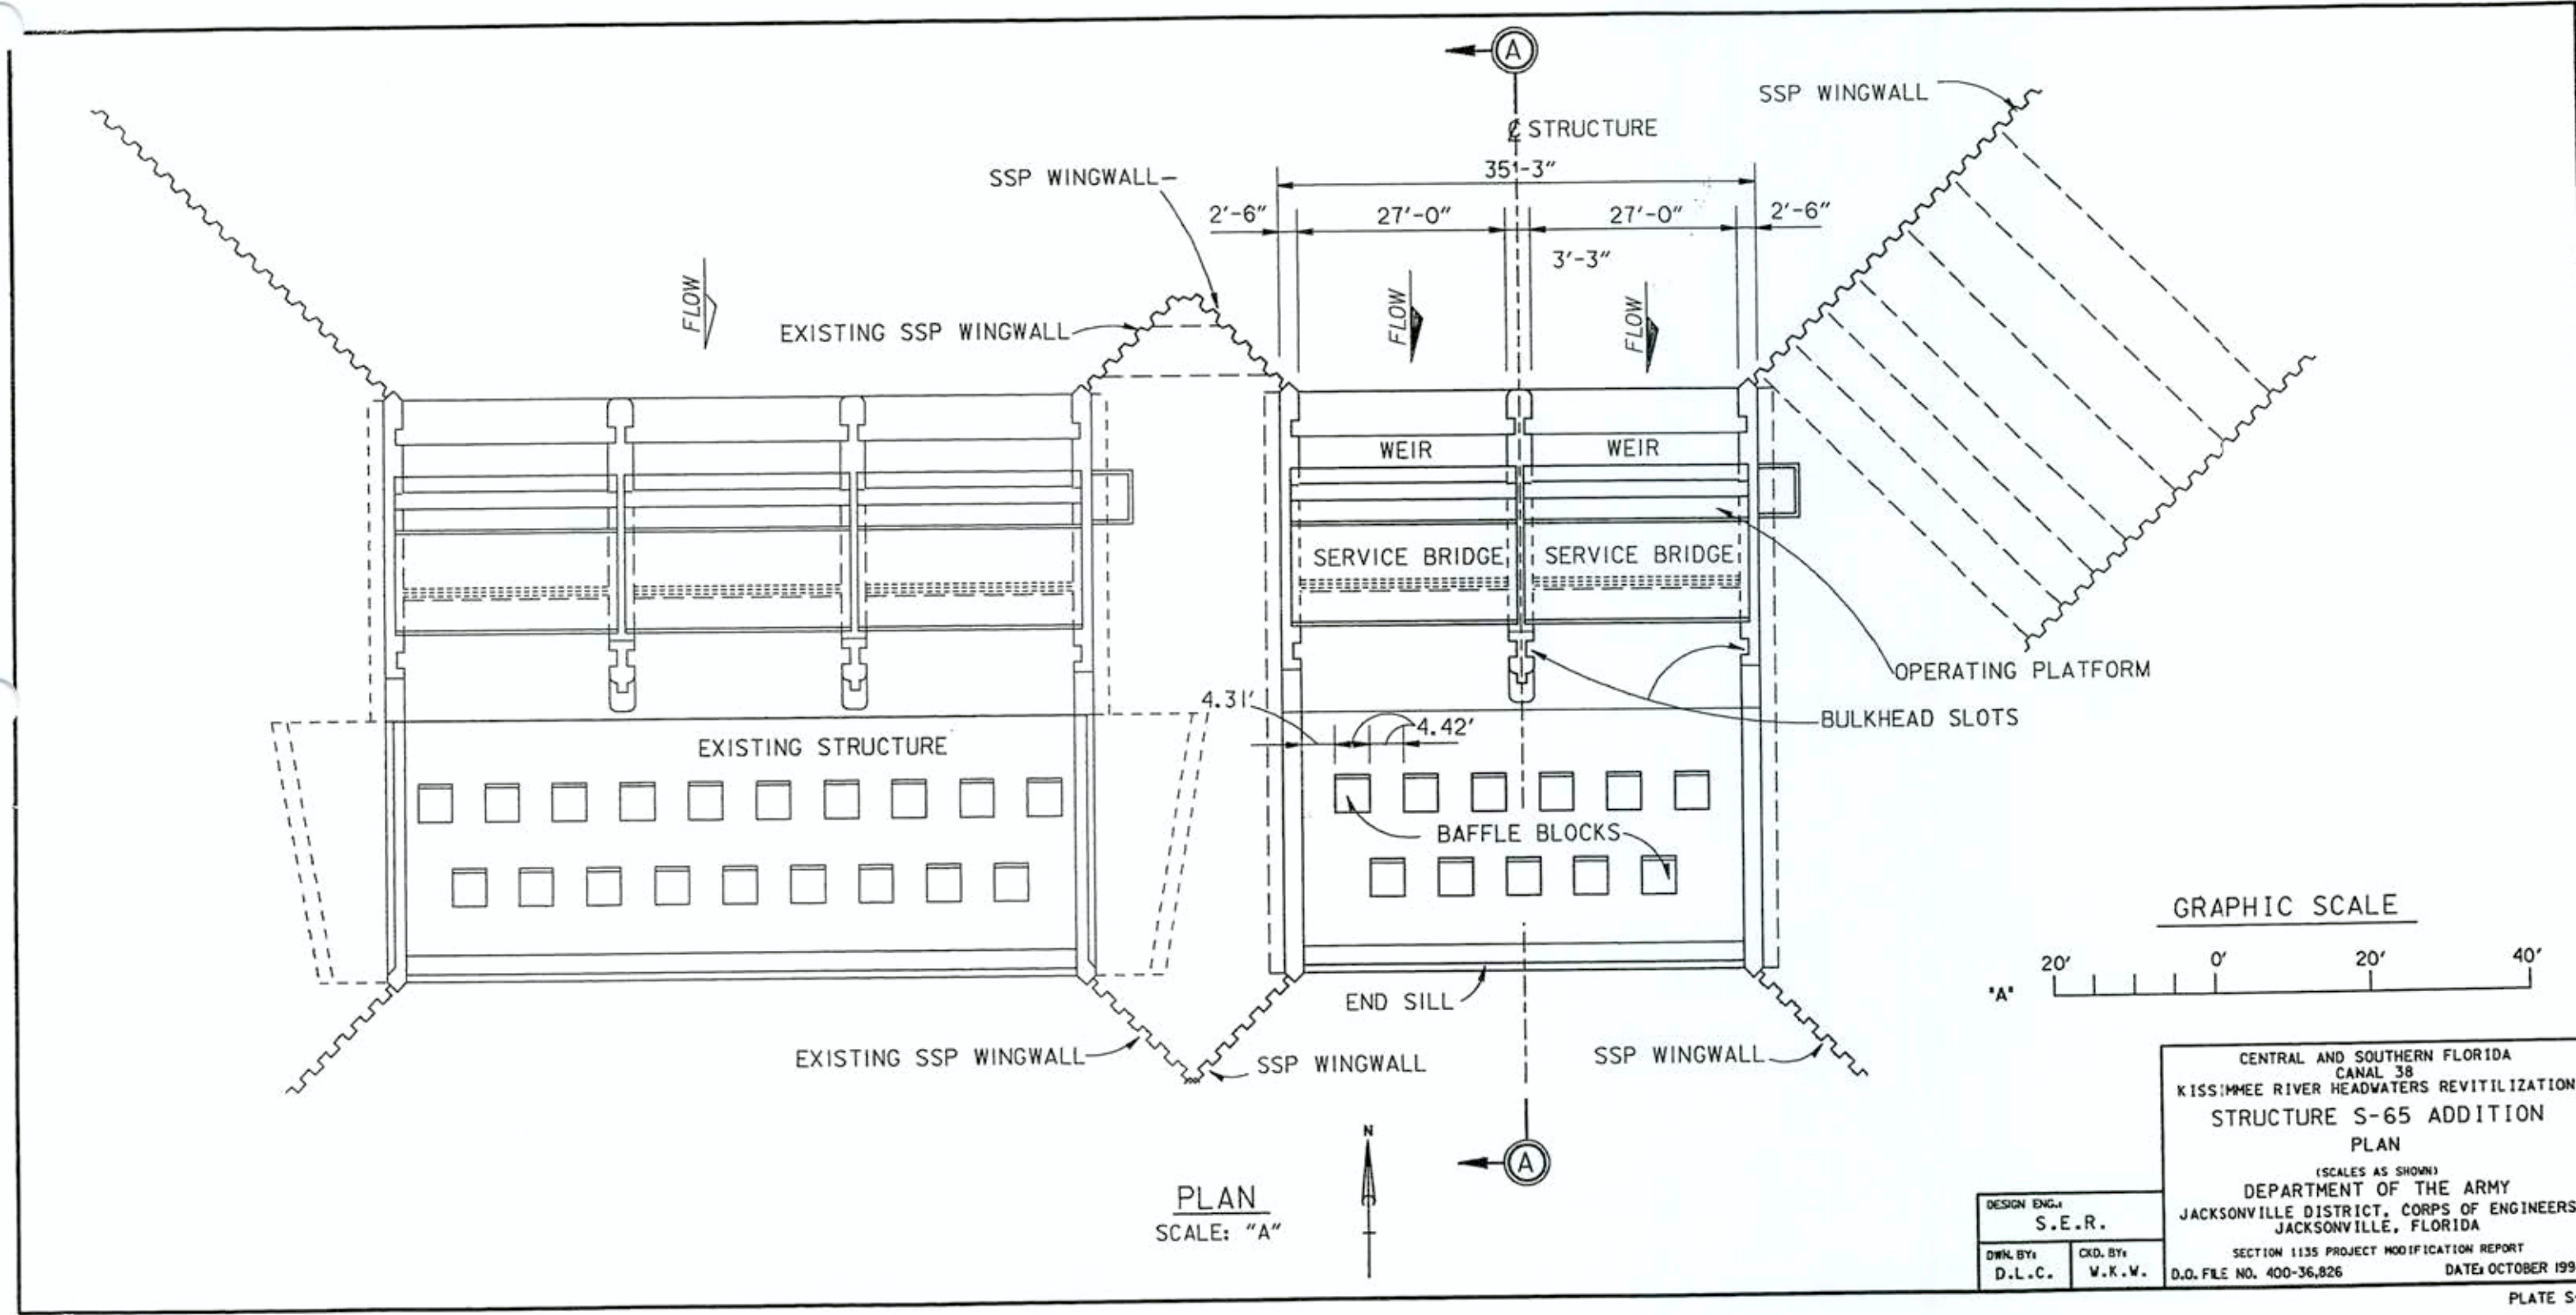 A
℄ STRUCTURE
SSP WINGWALL
35'-3"
SSP WINGWALL
2'-6"
27'-0"
27'-0"
2'-6"
3'-3"
FLOW
FLOW
FLOW
EXISTING SSP WINGWALL
WEIR
WEIR
SERVICE BRIDGE
SERVICE BRIDGE
OPERATING PLATFORM
4.31'
4.42'
BULKHEAD SLOTS
EXISTING STRUCTURE
BAFFLE BLOCKS
GRAPHIC SCALE
20' 0' 20' 40'
"A"
END SILL
EXISTING SSP WINGWALL
SSP WINGWALL
SSP WINGWALL
N
A
PLAN
SCALE: "A"
CENTRAL AND SOUTHERN FLORIDA
CANAL 38
KISSIMMEE RIVER HEADWATERS REVITILIZATION
STRUCTURE S-65 ADDITION
PLAN
(SCALES AS SHOWN)
DEPARTMENT OF THE ARMY
JACKSONVILLE DISTRICT, CORPS OF ENGINEERS
JACKSONVILLE, FLORIDA
SECTION 1135 PROJECT MODIFICATION REPORT
D.O. FILE NO. 400-36,826 DATE: OCTOBER 199
DESIGN ENG.:
S.E.R.
DWN. BY:
D.L.C.
CKD. BY:
W.K.W.
PLATE S